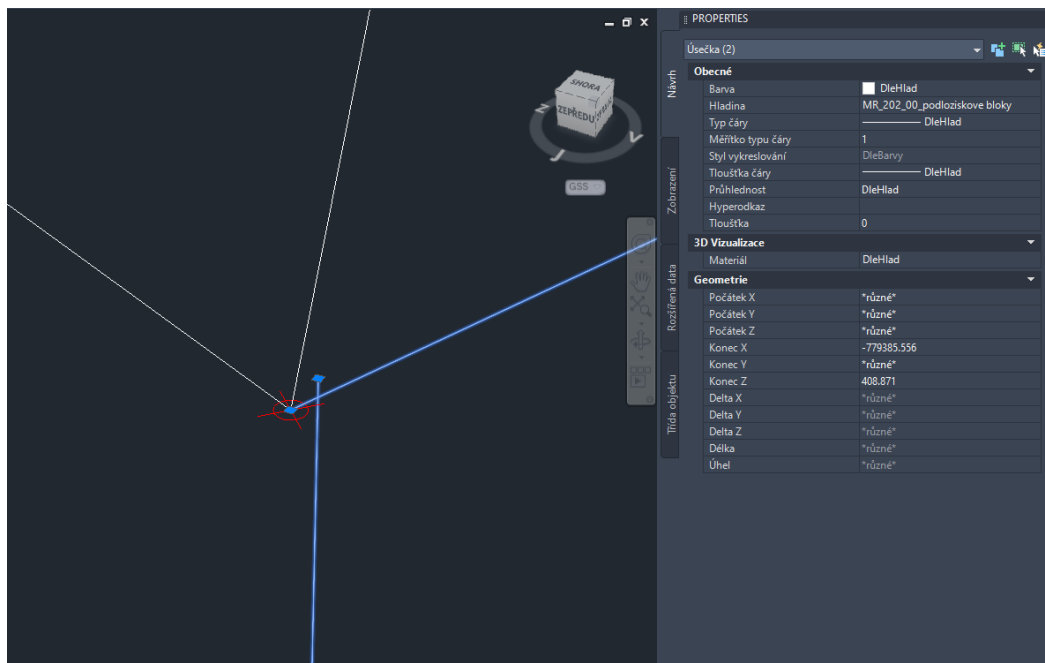 PROPERTIES
Úsečka (2)
Návrh
Zobrazení
Rozšířená data
Třída objektu
Obecné
Barva DleHlad
Hladina MR_202_00_podloziskove bloky
Typ čáry DleHlad
Měřítko typu čáry 1
Styl vykreslování DleBarvy
Tloušťka čáry DleHlad
Průhlednost DleHlad
Hyperodkaz
Tloušťka 0
3D Vizualizace
Materiál DleHlad
Geometrie
Počátek X *různé*
Počátek Y *různé*
Počátek Z *různé*
Konec X -779385.556
Konec Y *různé*
Konec Z 408.871
Delta X *různé*
Delta Y *různé*
Delta Z *různé*
Délka *různé*
Úhel *různé*
SHORA
ZEPŘEDU
Z
V
J
GSS